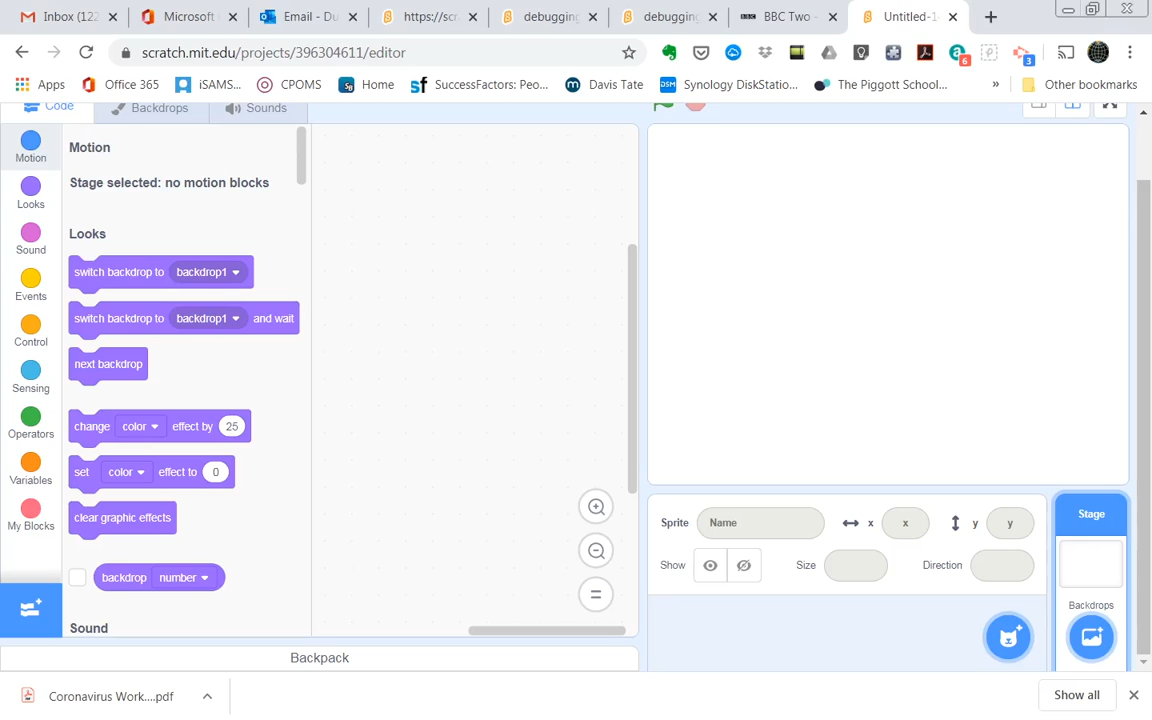 Inbox (122
Microsoft
Email - Du
https://scr
debugging
debugging
BBC Two -
Untitled-1
scratch.mit.edu/projects/396304611/editor
6
3
Apps
Office 365
iSAMS...
CPOMS
Home
SuccessFactors: Peo...
Davis Tate
DSM
Synology DiskStation...
The Piggott School...
»
Other bookmarks
Code
Backdrops
Sounds
Motion
Looks
Sound
Events
Control
Sensing
Operators
Variables
My Blocks
Motion
Stage selected: no motion blocks
Looks
switch backdrop to backdrop1
switch backdrop to backdrop1 and wait
next backdrop
change color effect by 25
set color effect to 0
clear graphic effects
backdrop number
Sound
Backpack
Sprite Name x x y y
Show Size Direction
Stage
Backdrops
Coronavirus Work....pdf
Show all